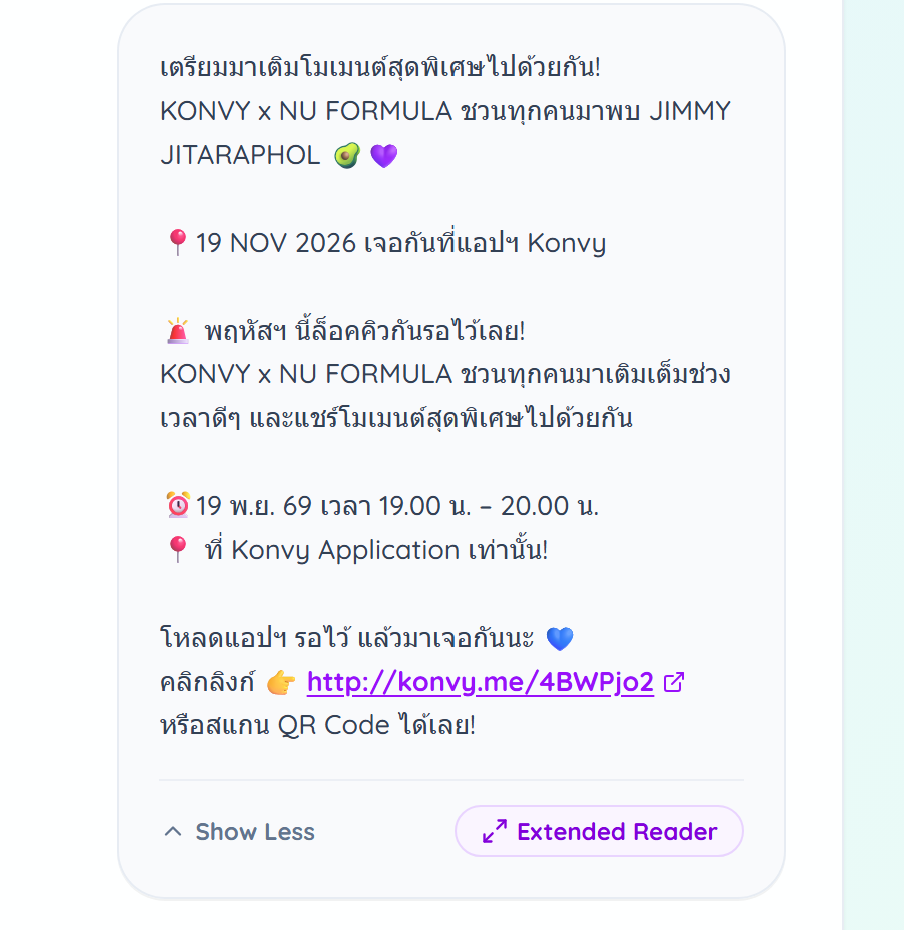 เตรียมมาเติมโมเมนต์สุดพิเศษไปด้วยกัน!
KONVY x NU FORMULA ชวนทุกคนมาพบ JIMMY
JITARAPHOL 🥑 💜
📍19 NOV 2026 เจอกันที่แอปฯ Konvy
🚨 พฤหัสฯ นี้ล็อคคิวกันรอไว้เลย!
KONVY x NU FORMULA ชวนทุกคนมาเติมเต็มช่วง
เวลาดีๆ และแชร์โมเมนต์สุดพิเศษไปด้วยกัน
⏰19 พ.ย. 69 เวลา 19.00 น. – 20.00 น.
📍 ที่ Konvy Application เท่านั้น!
โหลดแอปฯ รอไว้ แล้วมาเจอกันนะ 💙
คลิกลิงก์ 👉 http://konvy.me/4BWPjo2
หรือสแกน QR Code ได้เลย!
Show Less
Extended Reader